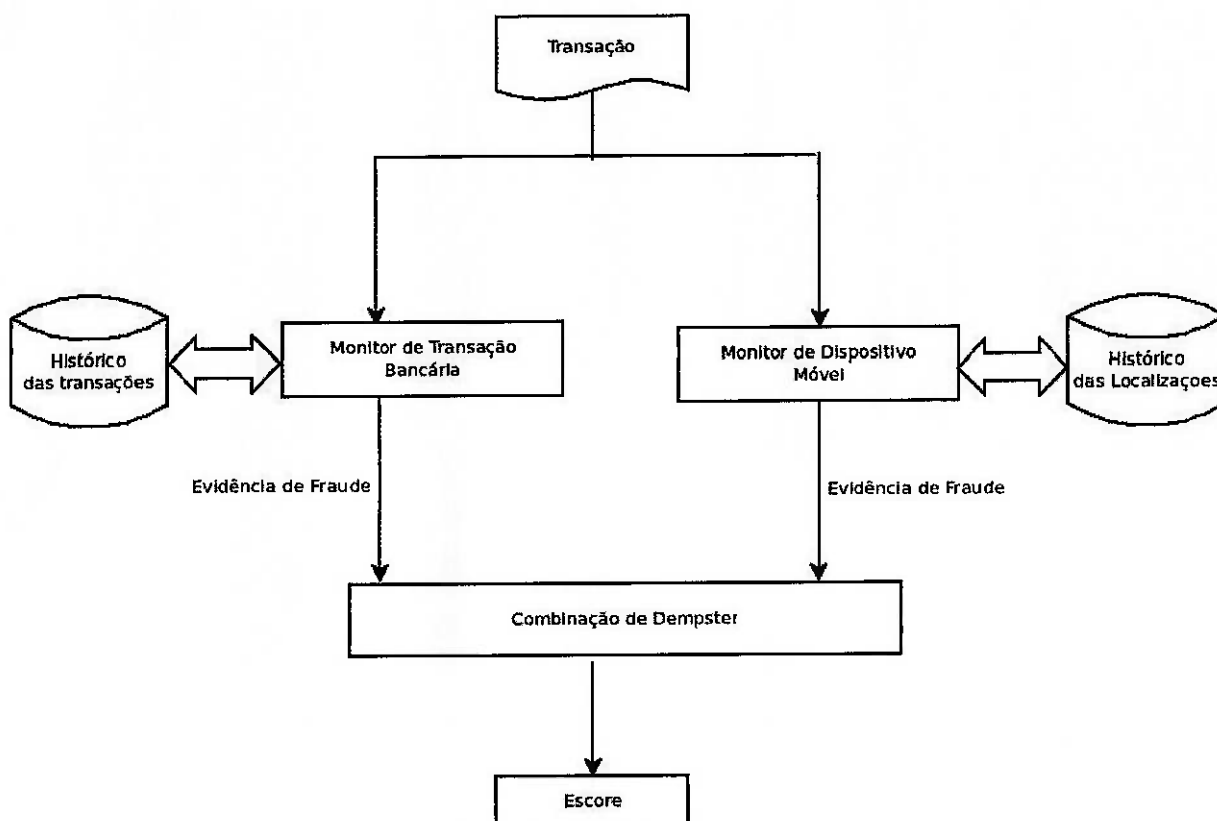 Transação
Monitor de Transação
Bancária
Histórico
das transações
Monitor de Dispositivo
Móvel
Histórico
das Localizaçoes
Evidência de Fraude
Evidência de Fraude
Combinação de Dempster
Escore